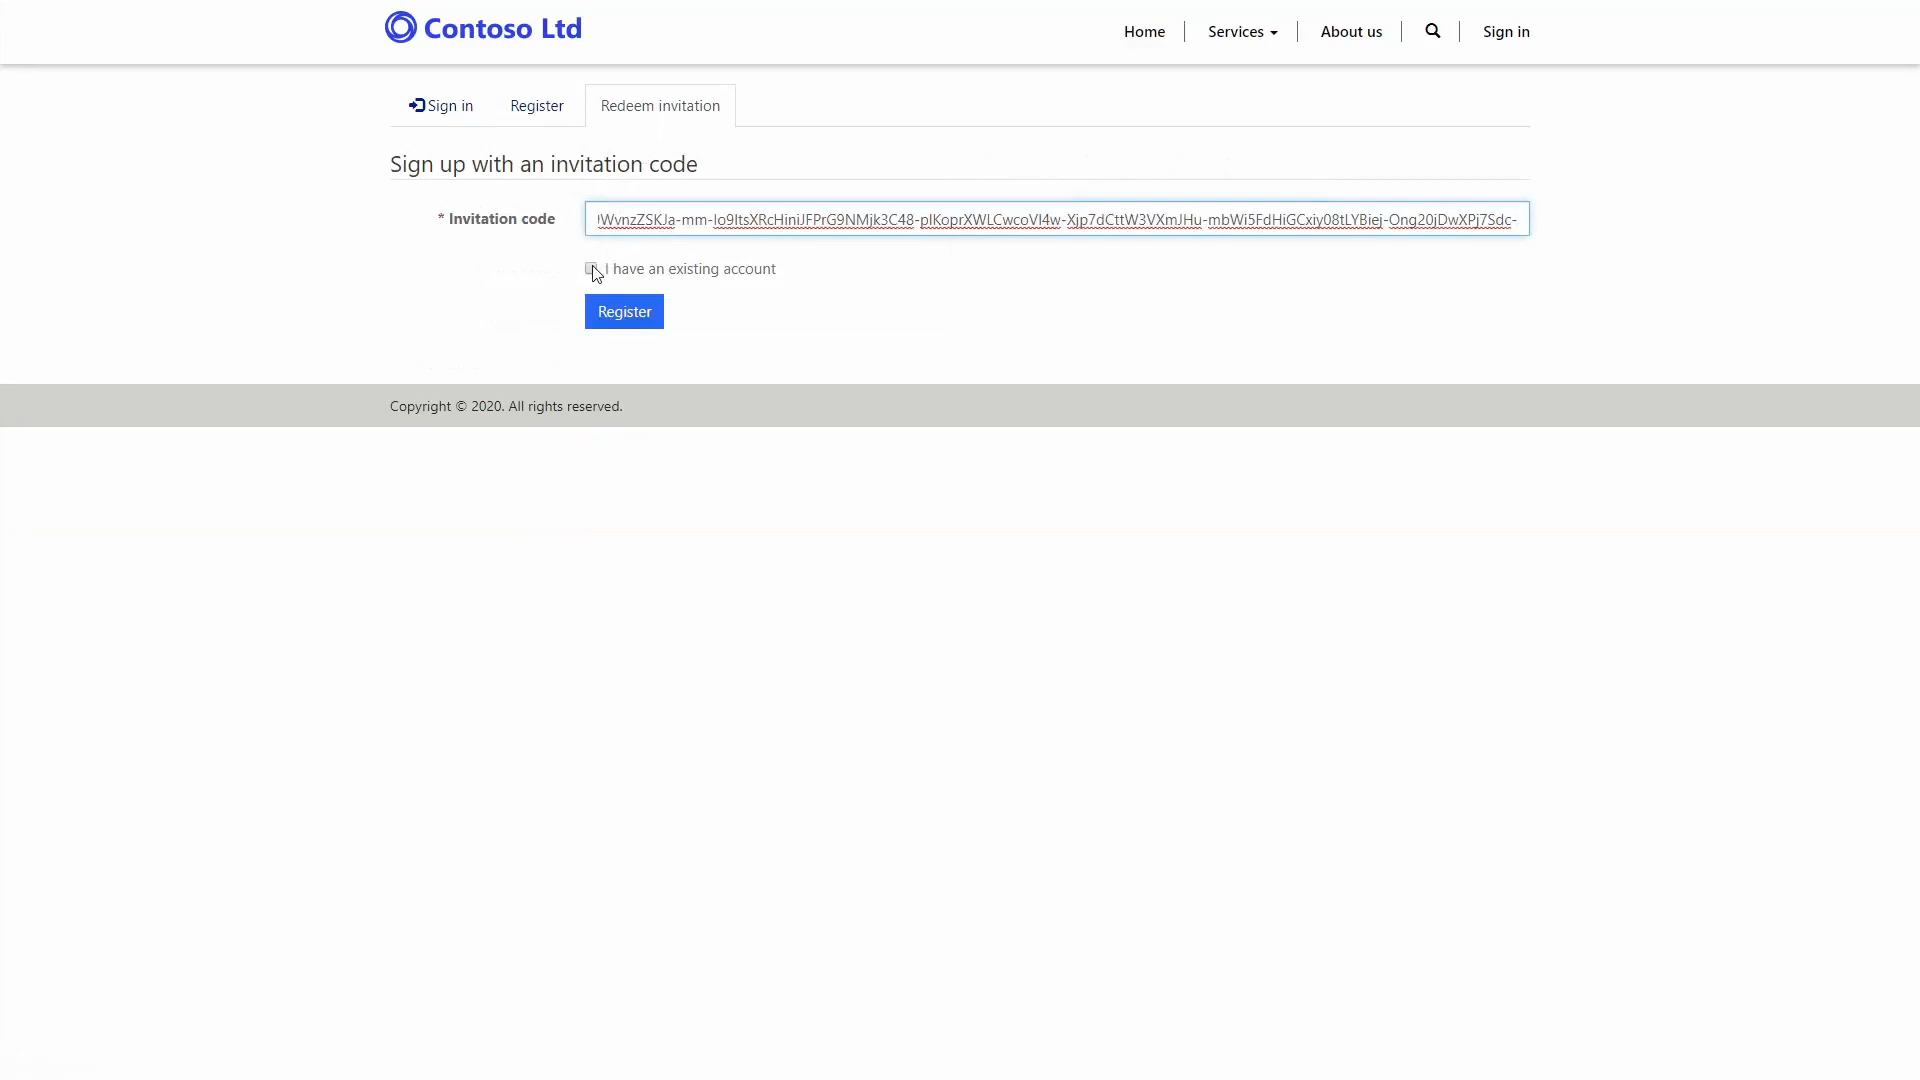 Contoso Ltd
Home
Services
About us
Sign in
Sign in
Register
Redeem invitation
Sign up with an invitation code
* Invitation code
WvnzZSKJa-mm-Io9ItsXRcHiniJFPrG9NMjk3C48-plKoprXWLCwcoVl4w-Xjp7dCttW3VXmJHu-mbWi5FdHiGCxiy08tLYBiej-Ong20jDwXPj7Sdc-
I have an existing account
Register
Copyright © 2020. All rights reserved.